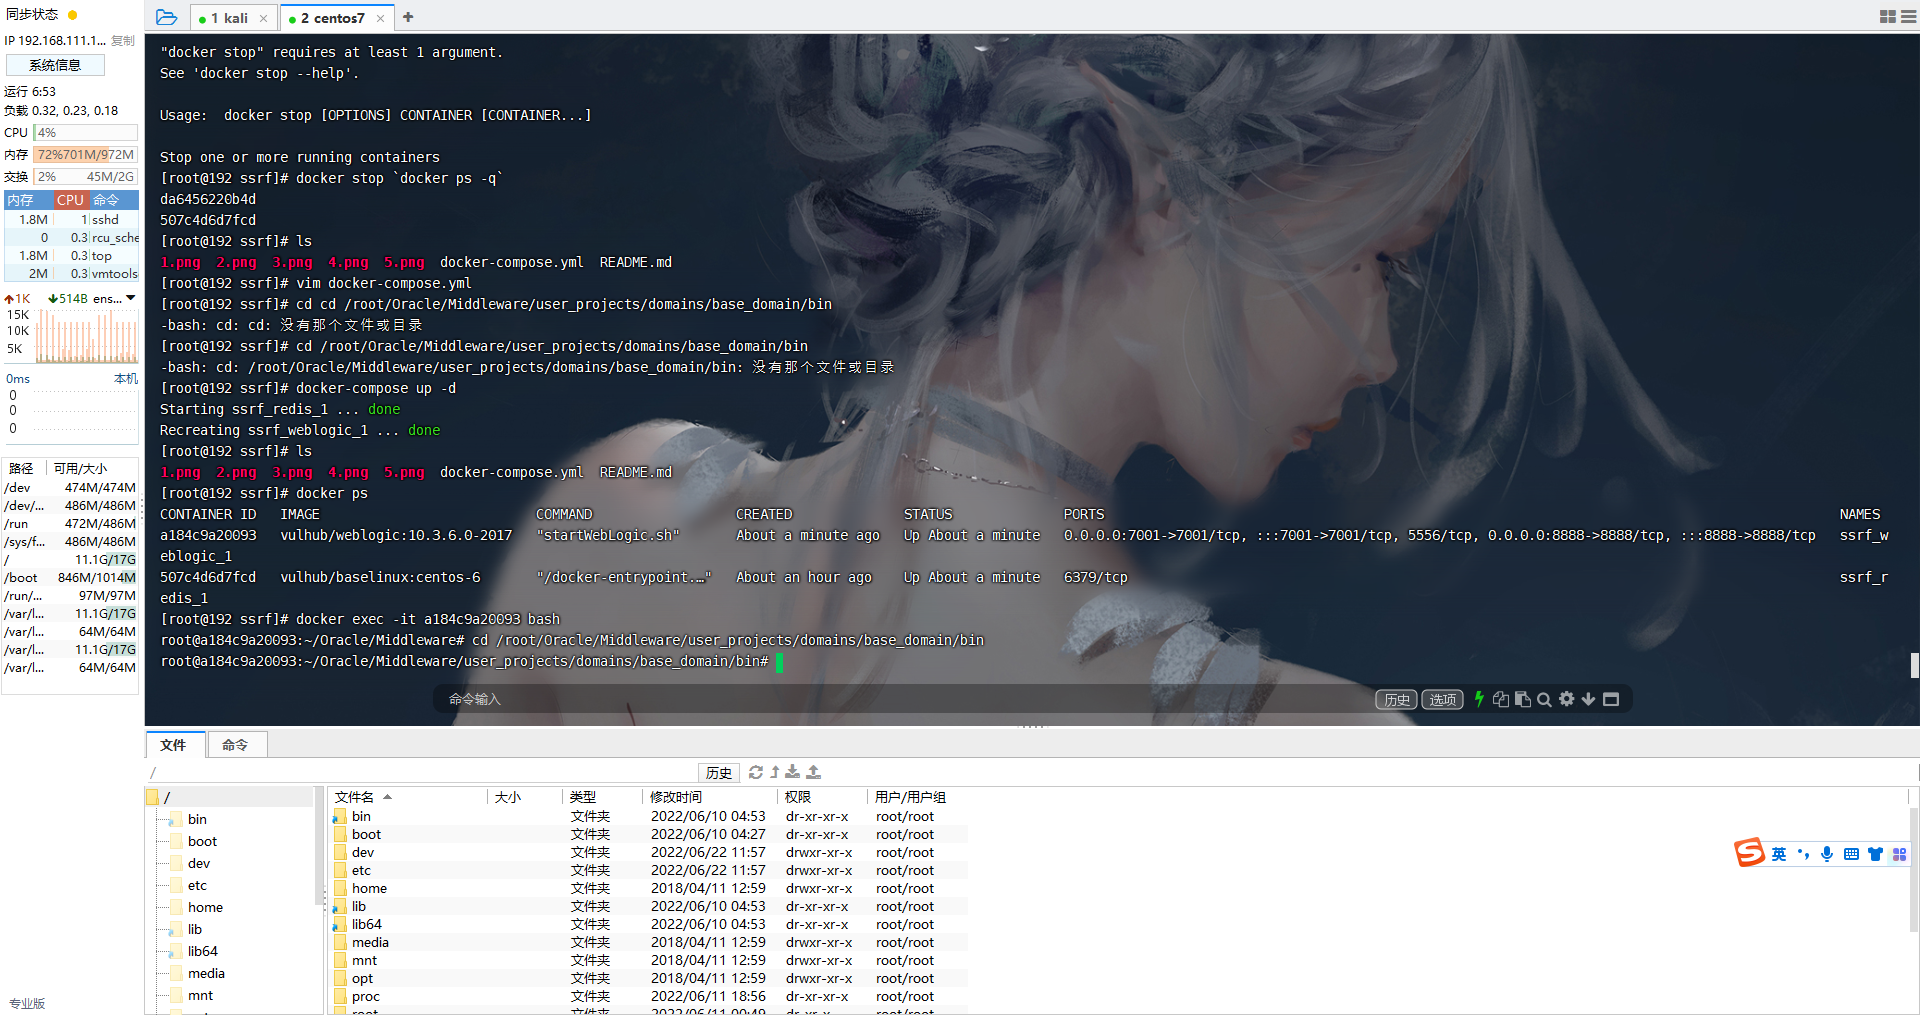 同步状态
IP 192.168.111.1... 复制
系统信息
运行 6:53
负载 0.32, 0.23, 0.18
CPU 4%
内存 72% 701M/972M
交换 2% 45M/2G
内存 CPU 命令
1.8M 1 sshd
0 0.3 rcu_sche
1.8M 0.3 top
2M 0.3 vmtools
1K 514B ens...
15K
10K
5K
0ms 本机
0
0
0
路径 可用/大小
/dev 474M/474M
/dev/... 486M/486M
/run 472M/486M
/sys/f... 486M/486M
/ 11.1G/17G
/boot 846M/1014M
/run/... 97M/97M
/var/l... 11.1G/17G
/var/l... 64M/64M
/var/l... 11.1G/17G
/var/l... 64M/64M
专业版
1 kali
2 centos7
"docker stop" requires at least 1 argument.
See 'docker stop --help'.
Usage:  docker stop [OPTIONS] CONTAINER [CONTAINER...]
Stop one or more running containers
[root@192 ssrf]# docker stop `docker ps -q`
da6456220b4d
507c4d6d7fcd
[root@192 ssrf]# ls
1.png  2.png  3.png  4.png  5.png  docker-compose.yml  README.md
[root@192 ssrf]# vim docker-compose.yml
[root@192 ssrf]# cd cd /root/Oracle/Middleware/user_projects/domains/base_domain/bin
-bash: cd: cd: 没有那个文件或目录
[root@192 ssrf]# cd /root/Oracle/Middleware/user_projects/domains/base_domain/bin
-bash: cd: /root/Oracle/Middleware/user_projects/domains/base_domain/bin: 没有那个文件或目录
[root@192 ssrf]# docker-compose up -d
Starting ssrf_redis_1 ... done
Recreating ssrf_weblogic_1 ... done
[root@192 ssrf]# ls
1.png  2.png  3.png  4.png  5.png  docker-compose.yml  README.md
[root@192 ssrf]# docker ps
CONTAINER ID   IMAGE   COMMAND   CREATED   STATUS   PORTS   NAMES
a184c9a20093   vulhub/weblogic:10.3.6.0-2017   "startWebLogic.sh"   About a minute ago   Up About a minute   0.0.0.0:7001->7001/tcp, :::7001->7001/tcp, 5556/tcp, 0.0.0.0:8888->8888/tcp, :::8888->8888/tcp   ssrf_w
eblogic_1
507c4d6d7fcd   vulhub/baselinux:centos-6   "/docker-entrypoint.…"   About an hour ago   Up About a minute   6379/tcp   ssrf_r
edis_1
[root@192 ssrf]# docker exec -it a184c9a20093 bash
root@a184c9a20093:~/Oracle/Middleware# cd /root/Oracle/Middleware/user_projects/domains/base_domain/bin
root@a184c9a20093:~/Oracle/Middleware/user_projects/domains/base_domain/bin#
命令输入 历史 选项
文件 命令
/ 历史
/
bin
boot
dev
etc
home
lib
lib64
media
mnt
文件名 大小 类型 修改时间 权限 用户/用户组
bin 文件夹 2022/06/10 04:53 dr-xr-xr-x root/root
boot 文件夹 2022/06/10 04:27 dr-xr-xr-x root/root
dev 文件夹 2022/06/22 11:57 drwxr-xr-x root/root
etc 文件夹 2022/06/22 11:57 drwxr-xr-x root/root
home 文件夹 2018/04/11 12:59 drwxr-xr-x root/root
lib 文件夹 2022/06/10 04:53 dr-xr-xr-x root/root
lib64 文件夹 2022/06/10 04:53 dr-xr-xr-x root/root
media 文件夹 2018/04/11 12:59 drwxr-xr-x root/root
mnt 文件夹 2018/04/11 12:59 drwxr-xr-x root/root
opt 文件夹 2018/04/11 12:59 drwxr-xr-x root/root
proc 文件夹 2022/06/11 18:56 dr-xr-xr-x root/root
英